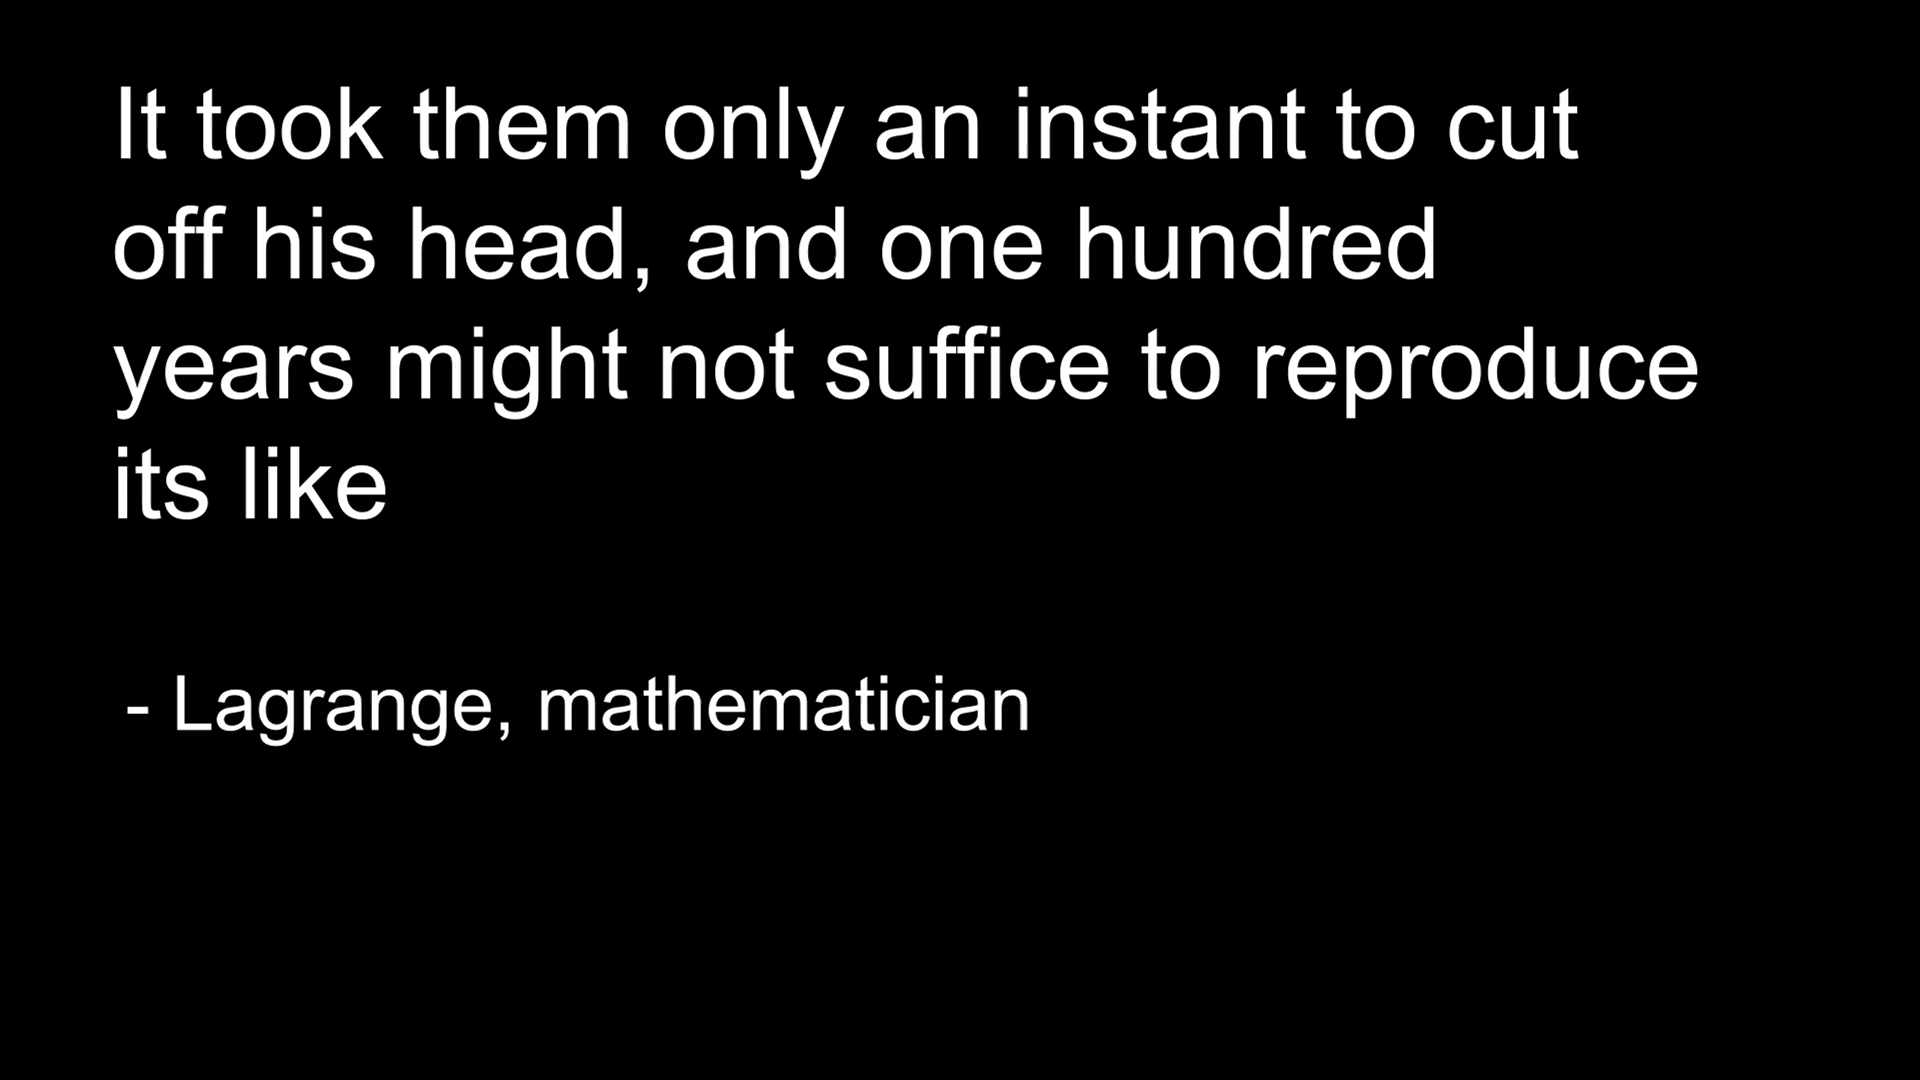 It took them only an instant to cut
off his head, and one hundred
years might not suffice to reproduce
its like
- Lagrange, mathematician